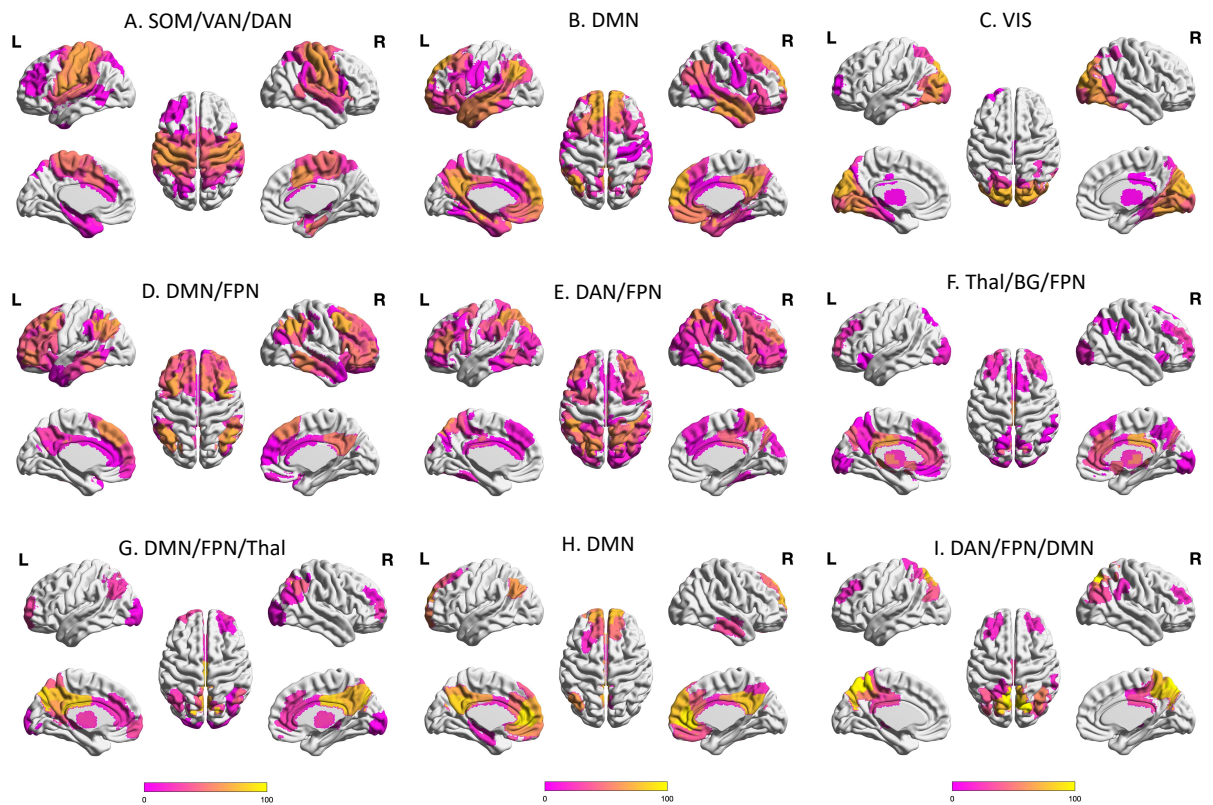 A. SOM/VAN/DAN
B. DMN
C. VIS
L
R
L
R
L
R
D. DMN/FPN
E. DAN/FPN
F. Thal/BG/FPN
L
R
L
R
L
R
G. DMN/FPN/Thal
H. DMN
I. DAN/FPN/DMN
L
R
L
R
L
R
0
100
0
100
0
100